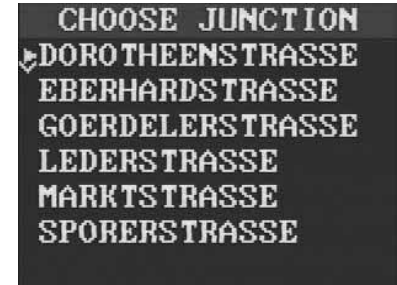 CHOOSE JUNCTION
DOROTHEENSTRASSE
EBERHARDSTRASSE
GOERDELERSTRASSE
LEDERSTRASSE
MARKTSTRASSE
SPORERSTRASSE